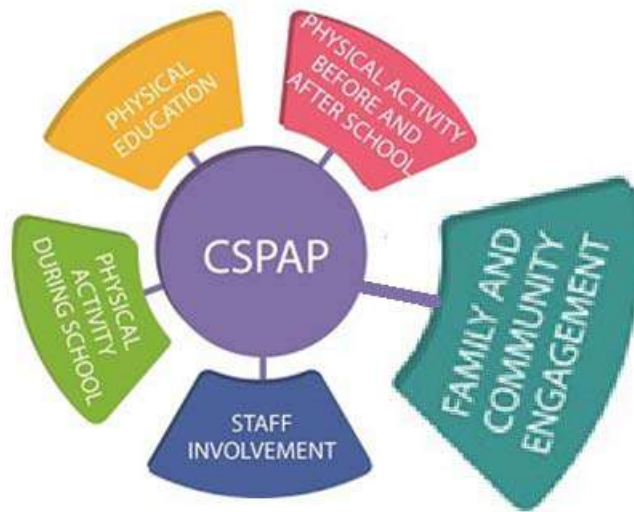 PHYSICAL
EDUCATION
PHYSICAL ACTIVITY
BEFORE AND
AFTER SCHOOL
CSPAP
PHYSICAL
ACTIVITY
DURING SCHOOL
FAMILY AND
COMMUNITY
ENGAGEMENT
STAFF
INVOLVEMENT